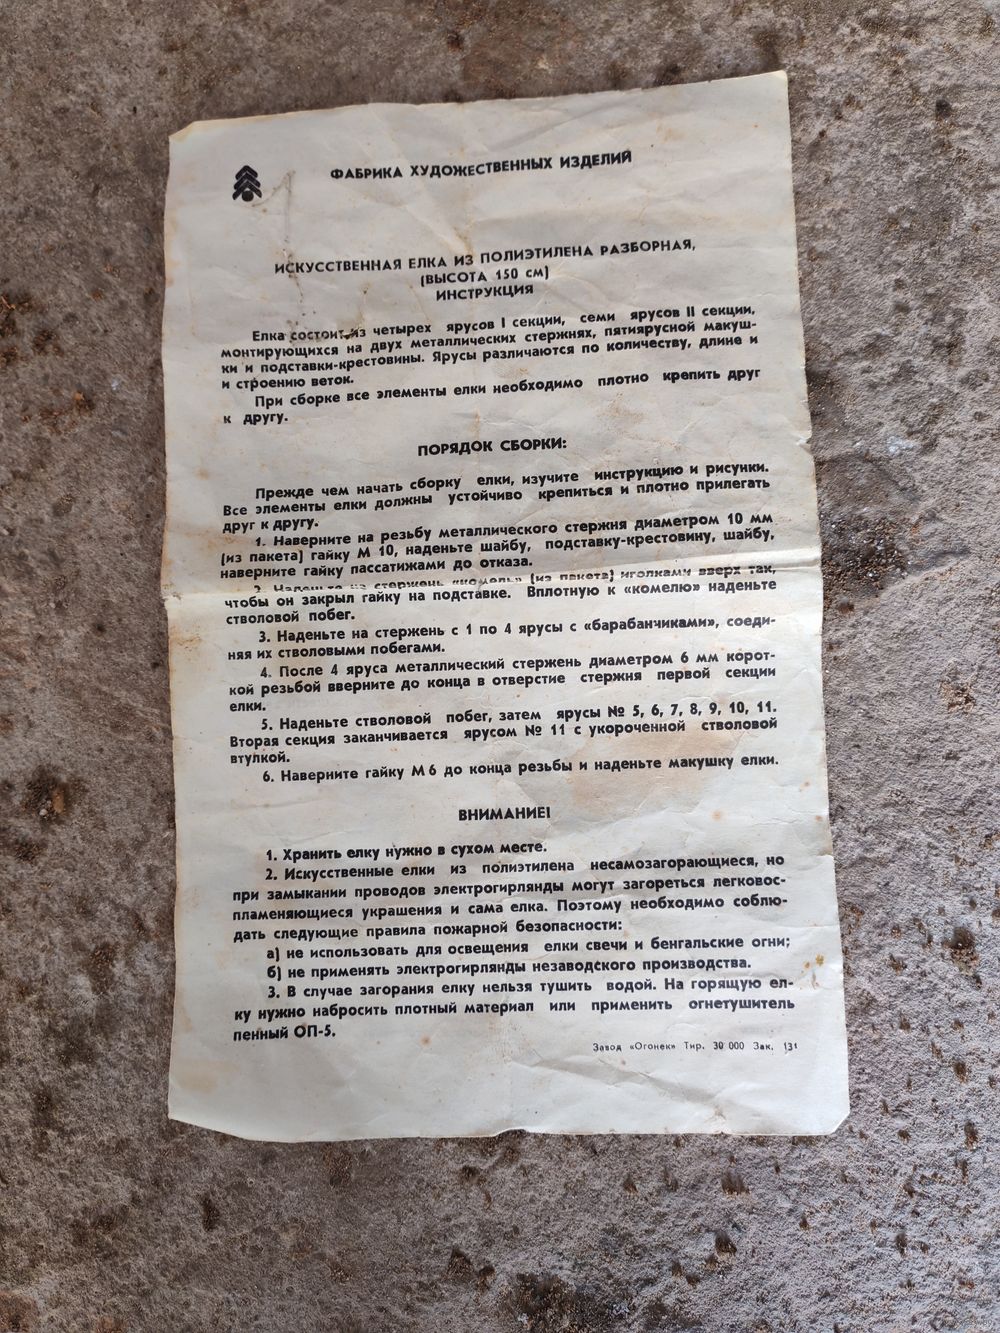 ФАБРИКА ХУДОЖЕСТВЕННЫХ ИЗДЕЛИЙ
ИСКУССТВЕННАЯ ЕЛКА ИЗ ПОЛИЭТИЛЕНА РАЗБОРНАЯ,
(ВЫСОТА 150 см)
ИНСТРУКЦИЯ
Елка состоит из четырех ярусов I секции, семи ярусов II секции,
монтирующихся на двух металлических стержнях, пятиярусной макуш-
ки и подставки-крестовины. Ярусы различаются по количеству, длине и
и строению веток.
При сборке все элементы елки необходимо плотно крепить друг
к другу.
ПОРЯДОК СБОРКИ:
Прежде чем начать сборку елки, изучите инструкцию и рисунки.
Все элементы елки должны устойчиво крепиться и плотно прилегать
друг к другу.
1. Наверните на резьбу металлического стержня диаметром 10 мм
(из пакета) гайку М 10, наденьте шайбу, подставку-крестовину, шайбу,
наверните гайку пассатижами до отказа.
2. Наденьте на стержень «комель» (из пакета) иголками вверх так,
чтобы он закрыл гайку на подставке. Вплотную к «комелю» наденьте
стволовой побег.
3. Наденьте на стержень с 1 по 4 ярусы с «барабанчиками», соеди-
няя их стволовыми побегами.
4. После 4 яруса металлический стержень диаметром 6 мм корот-
кой резьбой вверните до конца в отверстие стержня первой секции
елки.
5. Наденьте стволовой побег, затем ярусы № 5, 6, 7, 8, 9, 10, 11.
Вторая секция заканчивается ярусом № 11 с укороченной стволовой
втулкой.
6. Наверните гайку М 6 до конца резьбы и наденьте макушку елки.
ВНИМАНИЕ!
1. Хранить елку нужно в сухом месте.
2. Искусственные елки из полиэтилена несамозагорающиеся, но
при замыкании проводов электрогирлянды могут загореться легковос-
пламеняющиеся украшения и сама елка. Поэтому необходимо соблю-
дать следующие правила пожарной безопасности:
а) не использовать для освещения елки свечи и бенгальские огни;
б) не применять электрогирлянды незаводского производства.
3. В случае загорания елку нельзя тушить водой. На горящую ел-
ку нужно набросить плотный материал или применить огнетушитель
пенный ОП-5.
Завод «Огонек» Тир. 30 000 Зак. 131